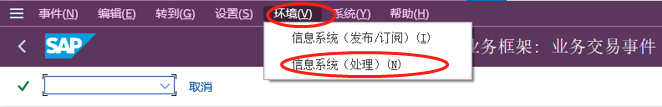 事件(N) 编辑(E) 转到(G) 设置(S) 环境(V) 系统(Y) 帮助(H)
信息系统（发布/订阅）(I)
SAP 业务框架：业务交易事件
信息系统（处理）(N)
取消